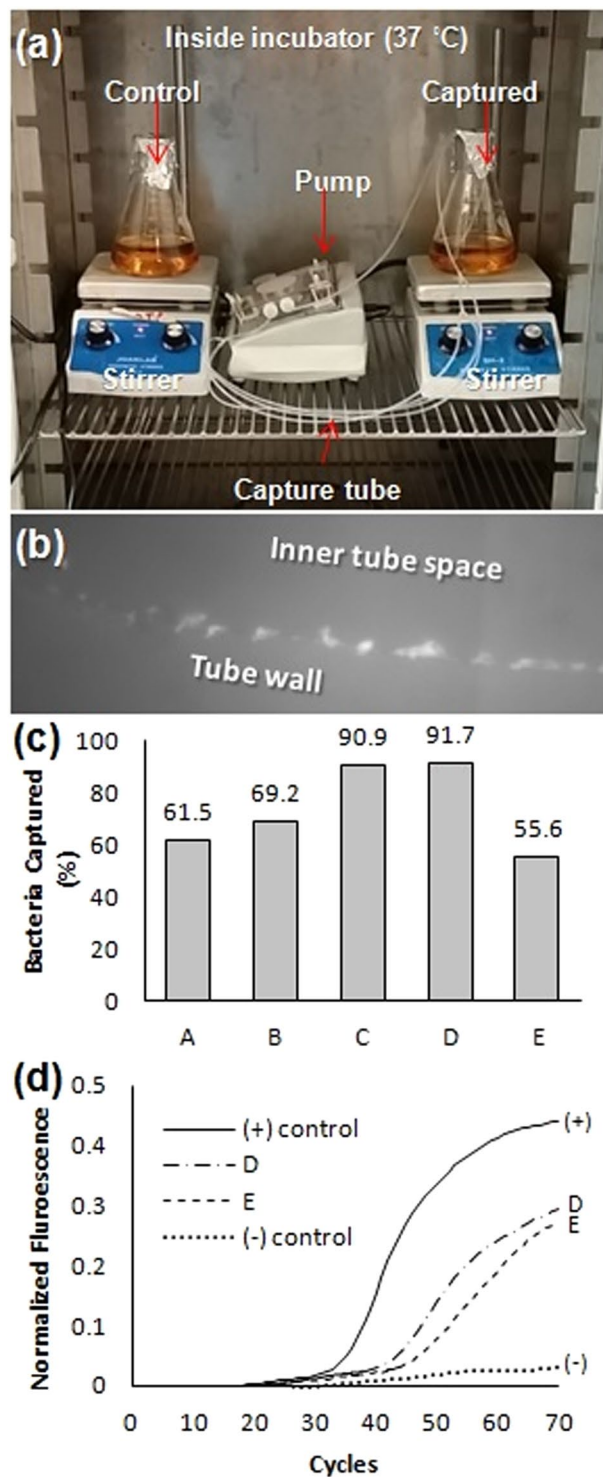 (a)
Inside incubator (37 °C)
Control
Captured
Pump
Stirrer
Stirrer
Capture tube
(b)
Inner tube space
Tube wall
(c)
Bacteria Captured
(%)
100
80
60
40
20
0
61.5
69.2
90.9
91.7
55.6
A
B
C
D
E
(d)
Normalized Fluroescence
0.5
0.4
0.3
0.2
0.1
0
(+) control
D
E
(-) control
(+)
D
E
(-)
0
10
20
30
40
50
60
70
Cycles